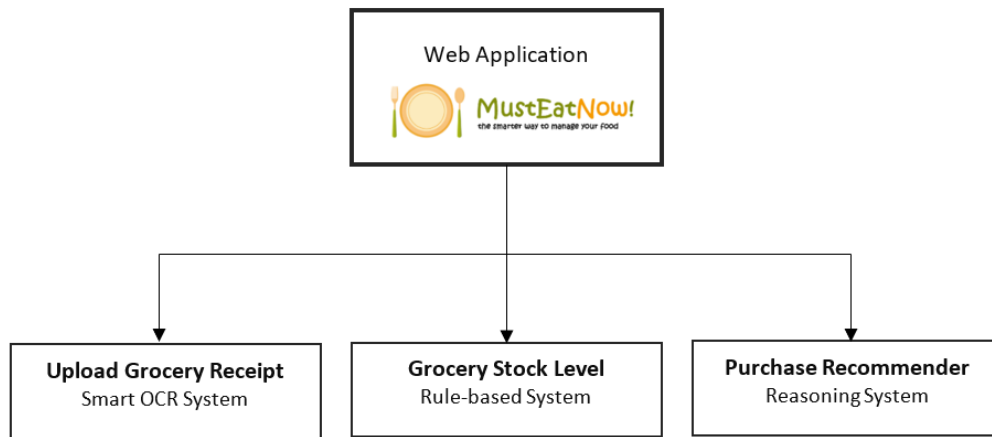 Web Application
MustEatNow!
the smarter way to manage your food
Upload Grocery Receipt
Smart OCR System
Grocery Stock Level
Rule-based System
Purchase Recommender
Reasoning System